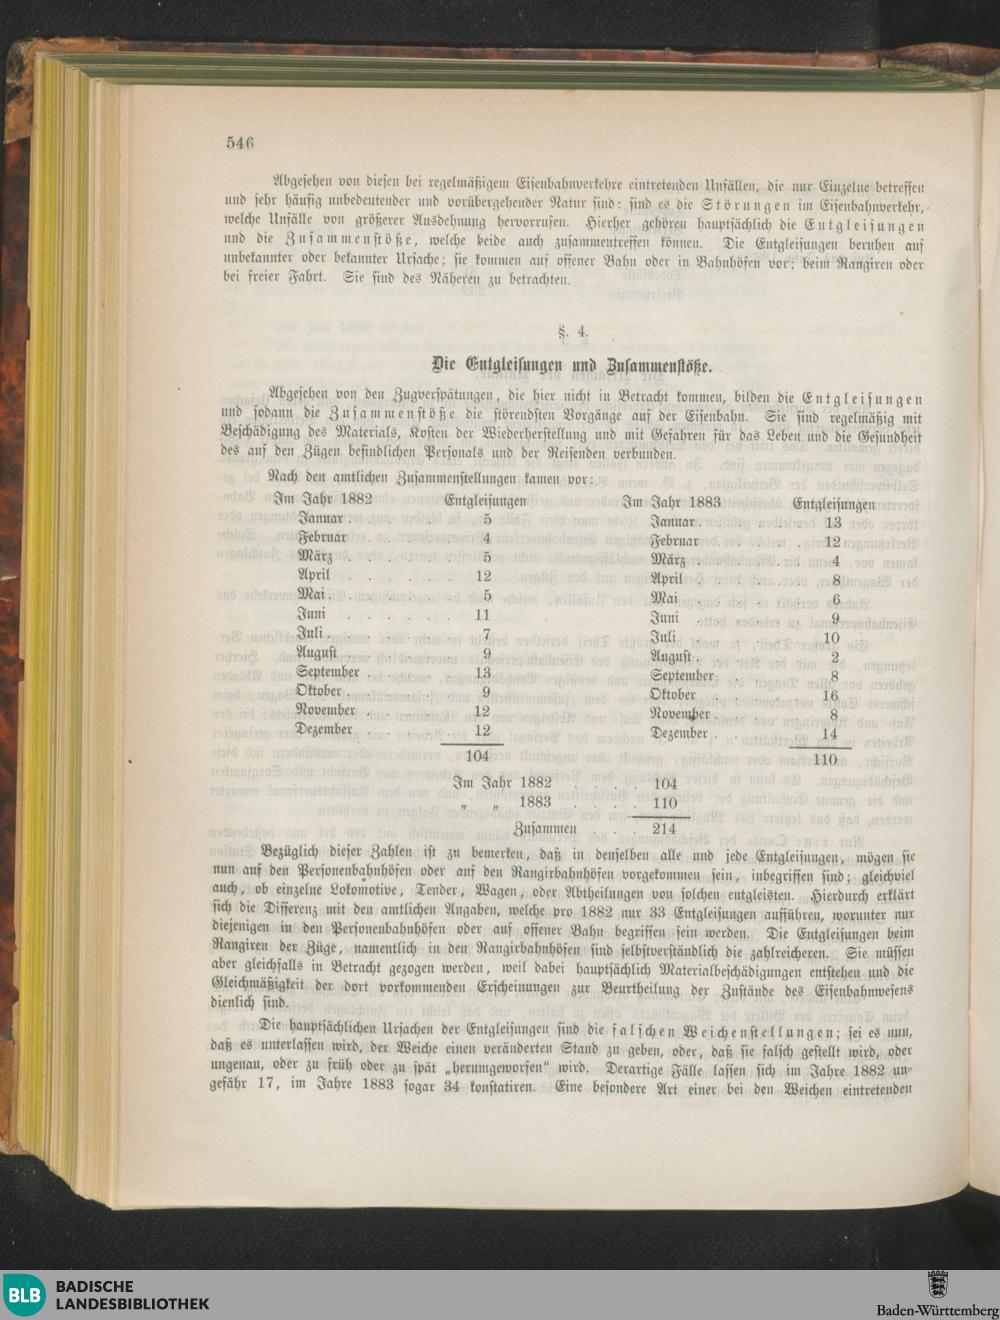 546
Abgesehen von diesen bei regelmäßigem Eisenbahnverkehre eintretenden Unfällen, die nur Einzelne betreffen
und sehr häufig unbedeutender und vorübergehender Natur sind: sind es die Störungen im Eisenbahnverkehr,
welche Unfälle von größerer Ausdehnung hervorrufen. Hierher gehören hauptsächlich die Entgleisungen
und die Zusammenstöße, welche beide auch zusammentreffen können. Die Entgleisungen beruhen auf
unbekannter oder bekannter Ursache; sie kommen auf offener Bahn oder in Bahnhöfen vor; beim Rangiren oder
bei freier Fahrt. Sie sind des Näheren zu betrachten.
§. 4.
Die Entgleisungen und Zusammenstöße.
Abgesehen von den Zugverspätungen, die hier nicht in Betracht kommen, bilden die Entgleisungen
und sodann die Zusammenstöße die störendsten Vorgänge auf der Eisenbahn. Sie sind regelmäßig mit
Beschädigung des Materials, Kosten der Wiederherstellung und mit Gefahren für das Leben und die Gesundheit
des auf den Zügen befindlichen Personals und der Reisenden verbunden.
Nach den amtlichen Zusammenstellungen kamen vor:
Im Jahr 1882 Entgleisungen Im Jahr 1883 Entgleisungen
Januar . . . . . 5 Januar . . . . . 13
Februar . . . . 4 Februar . . . . 12
März . . . . . 5 März . . . . . 4
April . . . . . 12 April . . . . . 8
Mai . . . . . 5 Mai . . . . . 6
Juni . . . . . 11 Juni . . . . . 9
Juli . . . . . 7 Juli . . . . . 10
August . . . . 9 August . . . . 2
September . . . 13 September . . . 8
Oktober . . . . 9 Oktober . . . . 16
November . . . 12 November . . . 8
Dezember . . . 12 Dezember . . . 14
104 110
Im Jahr 1882 . . . . 104
„ „ 1883 . . . . 110
Zusammen . . . 214
Bezüglich dieser Zahlen ist zu bemerken, daß in denselben alle und jede Entgleisungen, mögen sie
nun auf den Personenbahnhöfen oder auf den Rangirbahnhöfen vorgekommen sein, inbegriffen sind; gleichviel
auch, ob einzelne Lokomotive, Tender, Wagen, oder Abtheilungen von solchen entgleisten. Hierdurch erklärt
sich die Differenz mit den amtlichen Angaben, welche pro 1882 nur 33 Entgleisungen aufführen, worunter nur
diejenigen in den Personenbahnhöfen oder auf offener Bahn begriffen sein werden. Die Entgleisungen beim
Rangiren der Züge, namentlich in den Rangirbahnhöfen sind selbstverständlich die zahlreicheren. Sie müssen
aber gleichfalls in Betracht gezogen werden, weil dabei hauptsächlich Materialbeschädigungen entstehen und die
Gleichmäßigkeit der dort vorkommenden Erscheinungen zur Beurtheilung der Zustände des Eisenbahnwesens
dienlich sind.
Die hauptsächlichen Ursachen der Entgleisungen sind die falschen Weichenstellungen; sei es nun,
daß es unterlassen wird, der Weiche einen veränderten Stand zu geben, oder, daß sie falsch gestellt wird, oder
ungenau, oder zu früh oder zu spät „herumgeworfen“ wird. Derartige Fälle lassen sich im Jahre 1882 un-
gefähr 17, im Jahre 1883 sogar 34 konstatiren. Eine besondere Art einer bei den Weichen eintretenden
BLB BADISCHE
LANDESBIBLIOTHEK
Baden-Württemberg